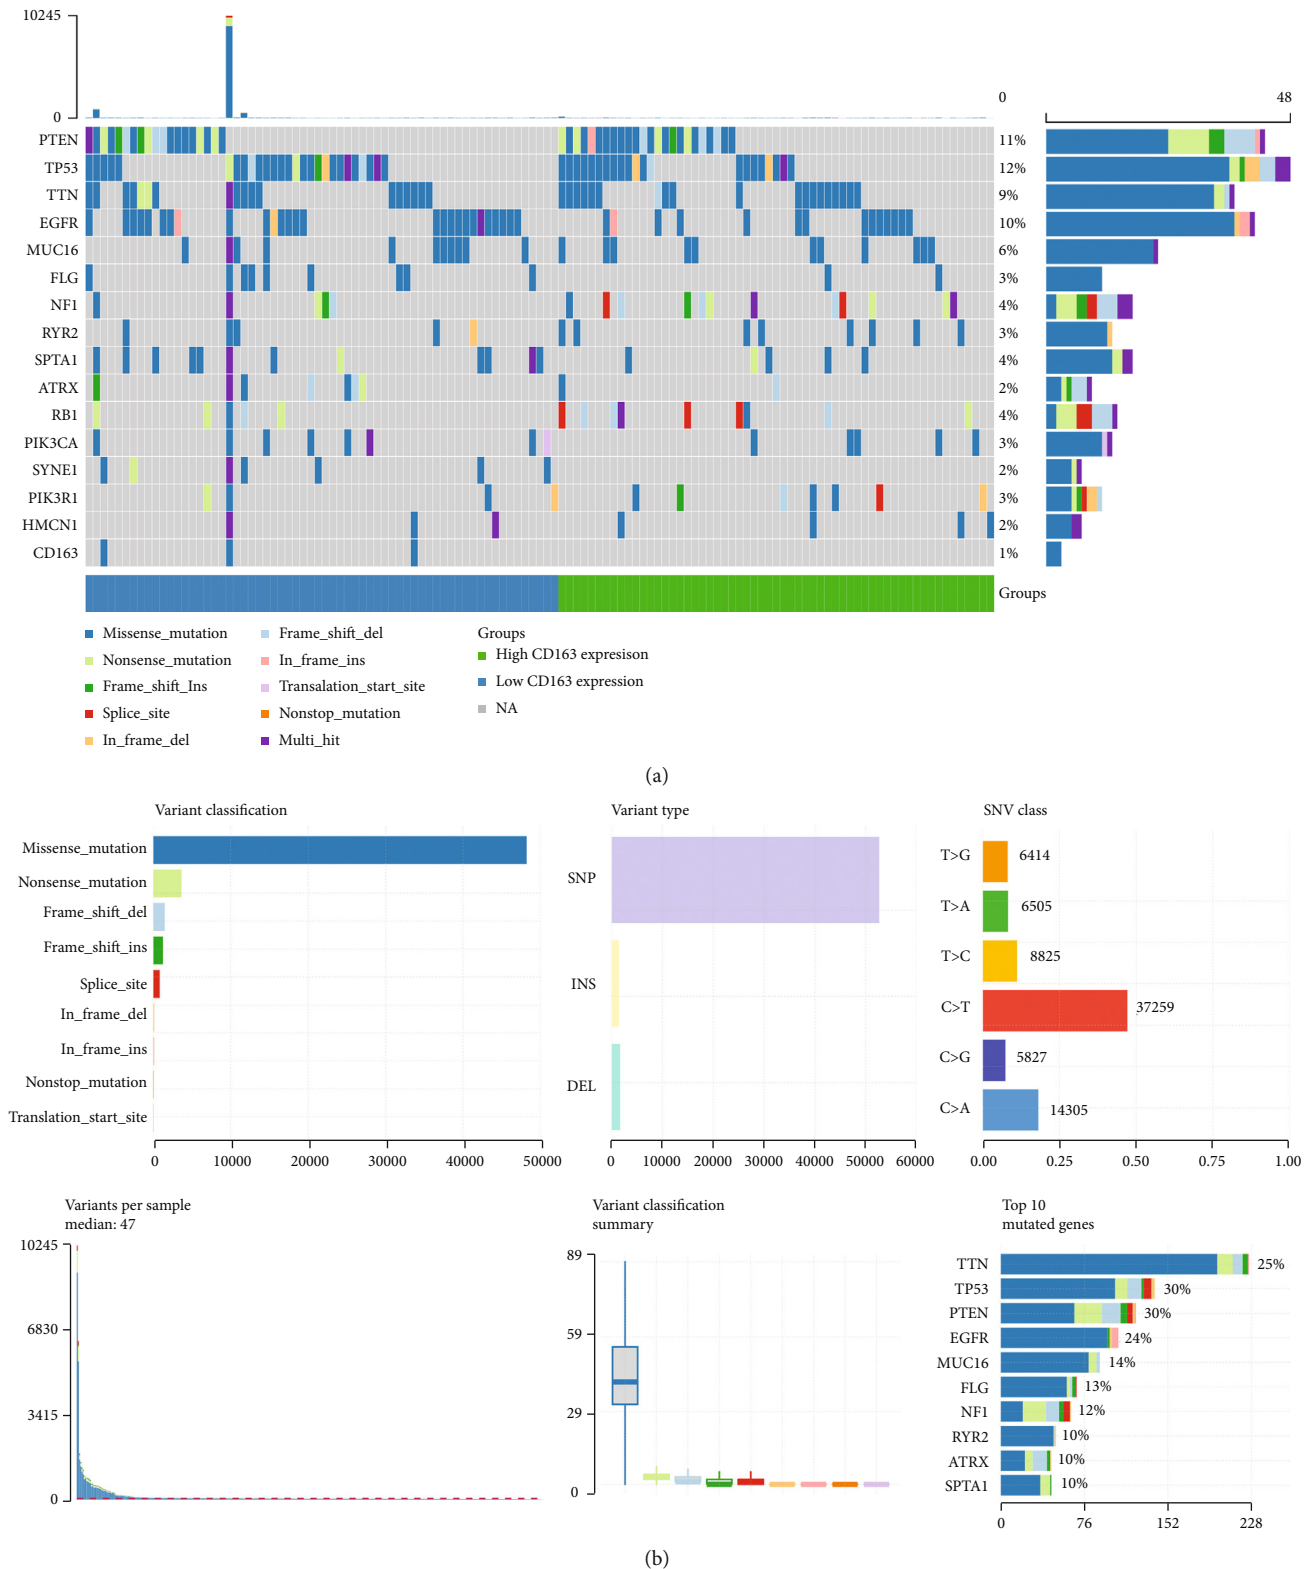 10245
0
0
48
PTEN 11%
TP53 12%
TTN 9%
EGFR 10%
MUC16 6%
FLG 3%
NF1 4%
RYR2 3%
SPTA1 4%
ATRX 2%
RB1 4%
PIK3CA 3%
SYNE1 2%
PIK3R1 3%
HMCN1 2%
CD163 1%
Groups
Missense_mutation
Nonsense_mutation
Frame_shift_Ins
Splice_site
In_frame_del
Frame_shift_del
In_frame_ins
Transalation_start_site
Nonstop_mutation
Multi_hit
Groups
High CD163 expresison
Low CD163 expression
NA
(a)
Variant classification
Missense_mutation
Nonsense_mutation
Frame_shift_del
Frame_shift_ins
Splice_site
In_frame_del
In_frame_ins
Nonstop_mutation
Translation_start_site
0 10000 20000 30000 40000 50000
Variant type
SNP
INS
DEL
0 10000 20000 30000 40000 50000 60000
SNV class
T>G 6414
T>A 6505
T>C 8825
C>T 37259
C>G 5827
C>A 14305
0.00 0.25 0.50 0.75 1.00
Variants per sample
median: 47
10245
6830
3415
0
Variant classification
summary
89
59
29
0
Top 10
mutated genes
TTN 25%
TP53 30%
PTEN 30%
EGFR 24%
MUC16 14%
FLG 13%
NF1 12%
RYR2 10%
ATRX 10%
SPTA1 10%
0 76 152 228
(b)